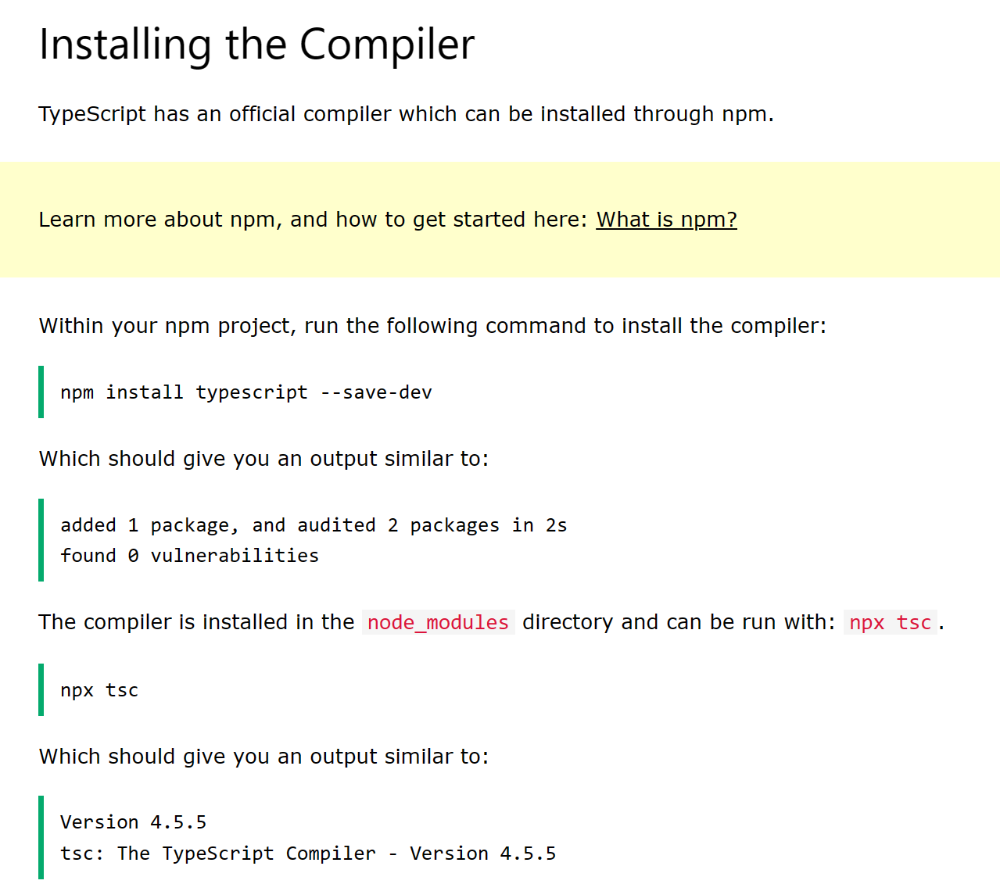 Installing the Compiler
TypeScript has an official compiler which can be installed through npm.
Learn more about npm, and how to get started here: What is npm?
Within your npm project, run the following command to install the compiler:
npm install typescript --save-dev
Which should give you an output similar to:
added 1 package, and audited 2 packages in 2s
found 0 vulnerabilities
The compiler is installed in the node_modules directory and can be run with: npx tsc.
npx tsc
Which should give you an output similar to:
Version 4.5.5
tsc: The TypeScript Compiler - Version 4.5.5